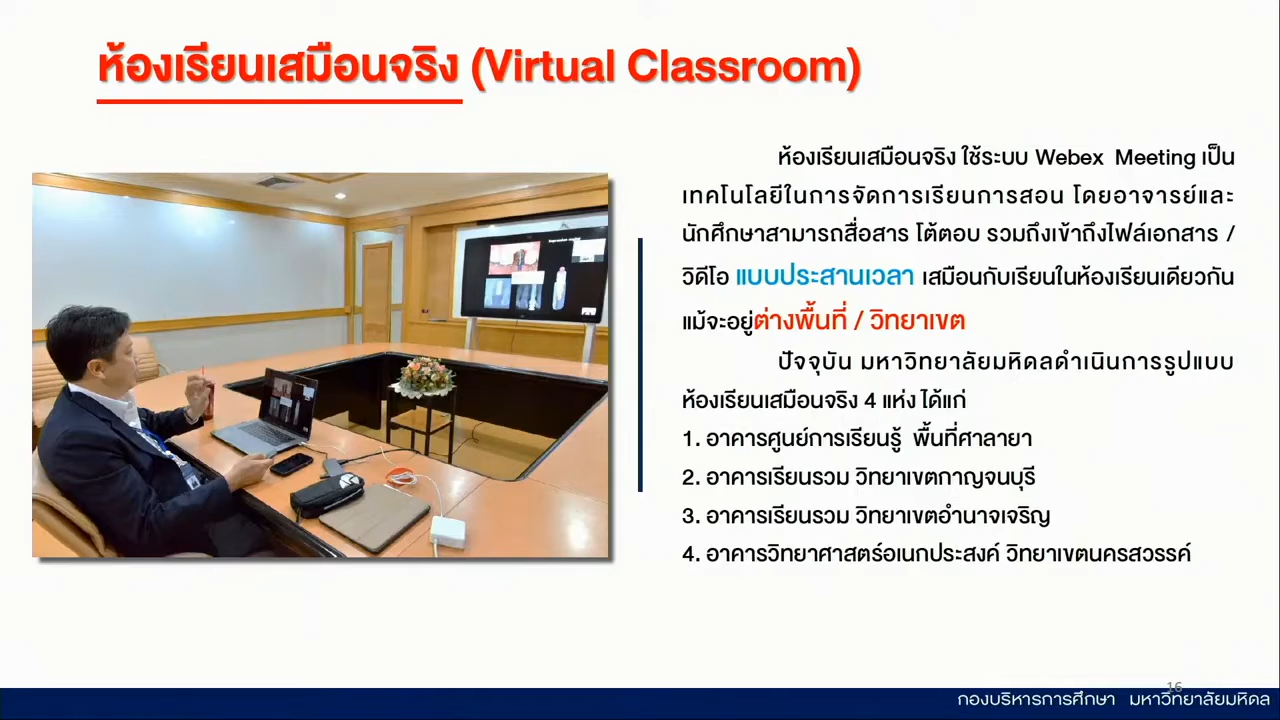 ห้องเรียนเสมือนจริง (Virtual Classroom)
ห้องเรียนเสมือนจริง ใช้ระบบ Webex Meeting เป็น
เทคโนโลยีในการจัดการเรียนการสอน โดยอาจารย์และ
นักศึกษาสามารถสื่อสาร โต้ตอบ รวมถึงเข้าถึงไฟล์เอกสาร /
วิดีโอ แบบประสานเวลา เสมือนกับเรียนในห้องเรียนเดียวกัน
แม้จะอยู่ต่างพื้นที่ / วิทยาเขต
ปัจจุบัน มหาวิทยาลัยมหิดลดำเนินการรูปแบบ
ห้องเรียนเสมือนจริง 4 แห่ง ได้แก่
1. อาคารศูนย์การเรียนรู้ พื้นที่ศาลายา
2. อาคารเรียนรวม วิทยาเขตกาญจนบุรี
3. อาคารเรียนรวม วิทยาเขตอำนาจเจริญ
4. อาคารวิทยาศาสตร์อเนกประสงค์ วิทยาเขตนครสวรรค์
16
กองบริหารการศึกษา มหาวิทยาลัยมหิดล